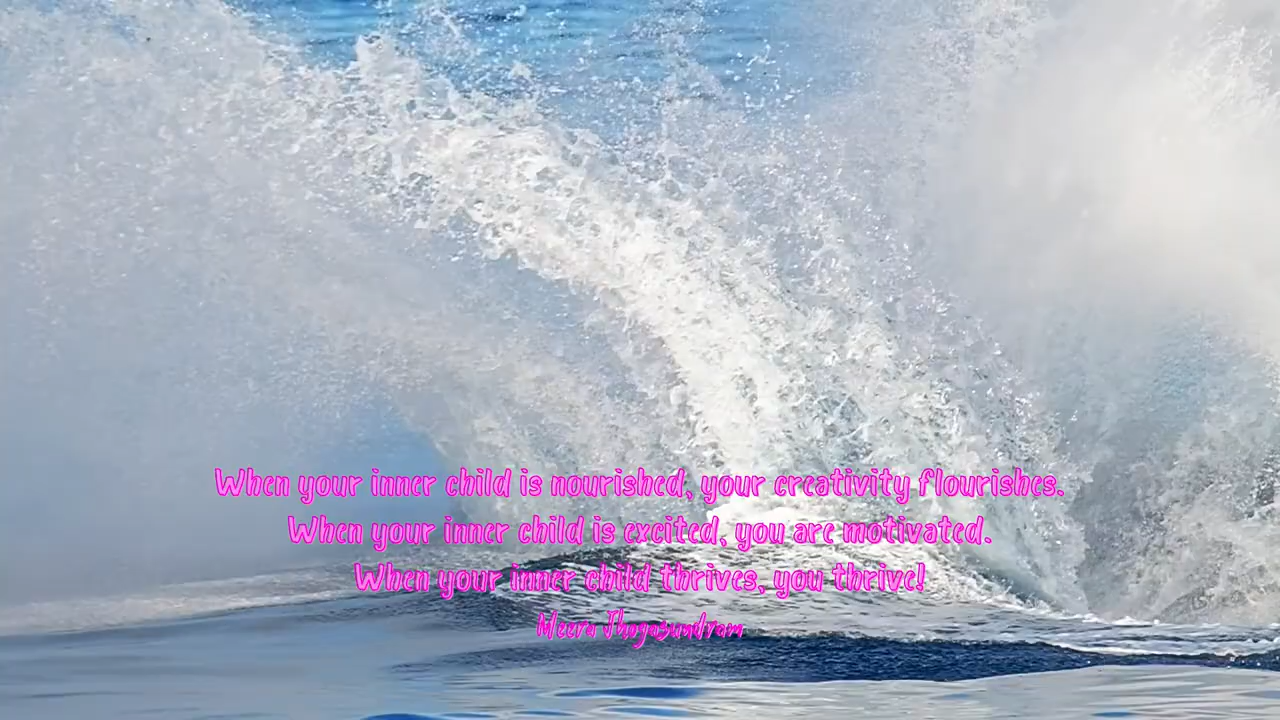 When your inner child is nourished, your creativity flourishes.
When your inner child is excited, you are motivated.
When your inner child thrives, you thrive!
Meera Jhogasundram